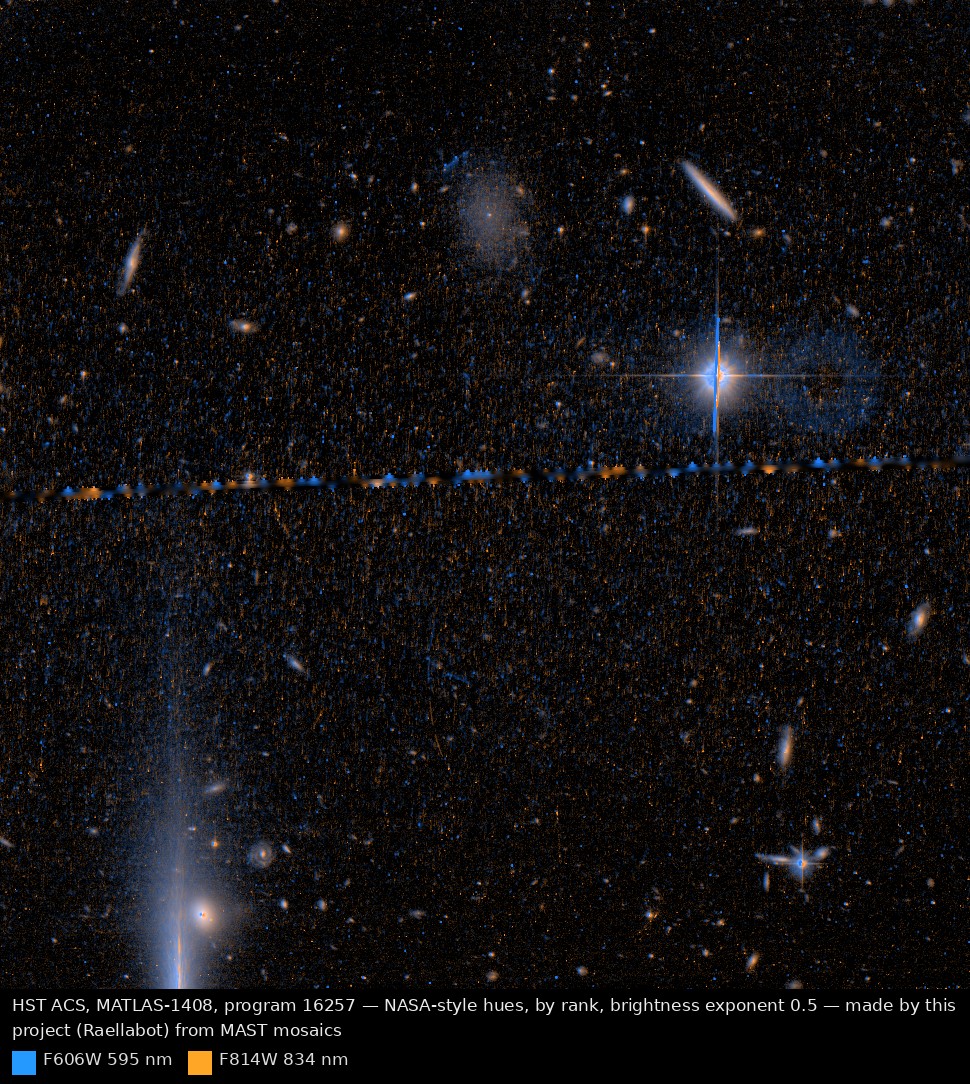 HST ACS, MATLAS-1408, program 16257 — NASA-style hues, by rank, brightness exponent 0.5 — made by this
project (Raellabot) from MAST mosaics
F606W 595 nm F814W 834 nm